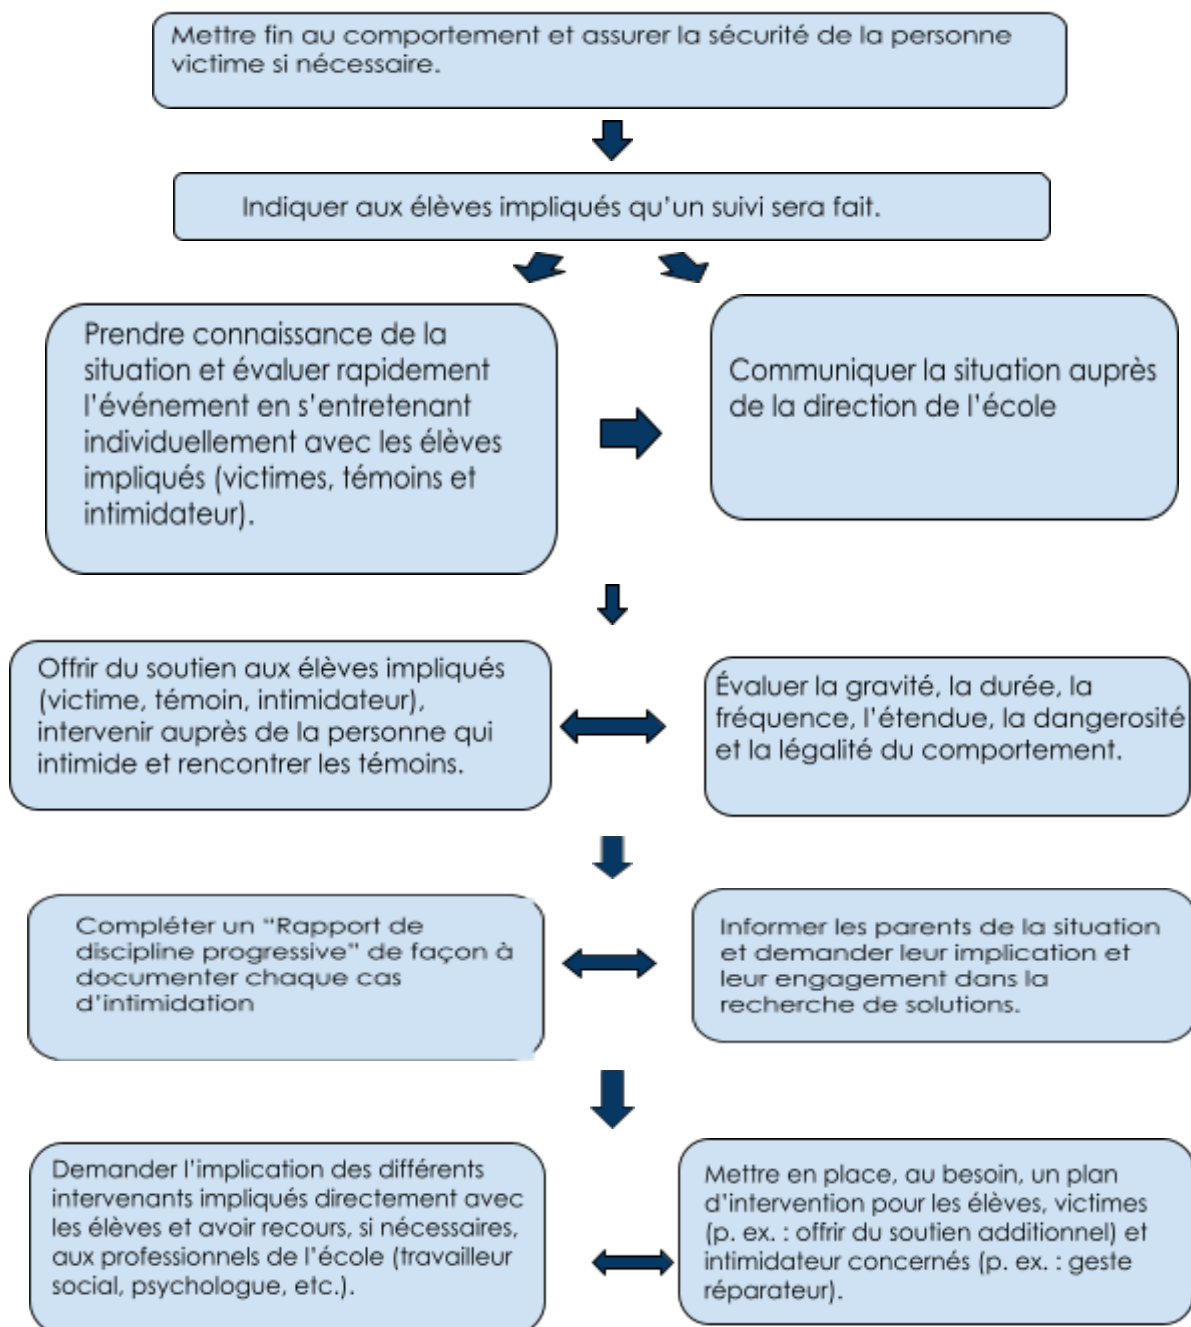 Mettre fin au comportement et assurer la sécurité de la personne
victime si nécessaire.
Indiquer aux élèves impliqués qu'un suivi sera fait.
Prendre connaissance de la
situation et évaluer rapidement
l'événement en s'entretenant
individuellement avec les élèves
impliqués (victimes, témoins et
intimidateur).
Communiquer la situation auprès
de la direction de l'école
Offrir du soutien aux élèves impliqués
(victime, témoin, intimidateur),
intervenir auprès de la personne qui
intimide et rencontrer les témoins.
Évaluer la gravité, la durée, la
fréquence, l'étendue, la dangerosité
et la légalité du comportement.
Compléter un “Rapport de
discipline progressive” de façon à
documenter chaque cas
d'intimidation
Informer les parents de la situation
et demander leur implication et
leur engagement dans la
recherche de solutions.
Demander l'implication des différents
intervenants impliqués directement avec
les élèves et avoir recours, si nécessaires,
aux professionnels de l'école (travailleur
social, psychologue, etc.).
Mettre en place, au besoin, un plan
d'intervention pour les élèves, victimes
(p. ex. : offrir du soutien additionnel) et
intimidateur concernés (p. ex. : geste
réparateur).